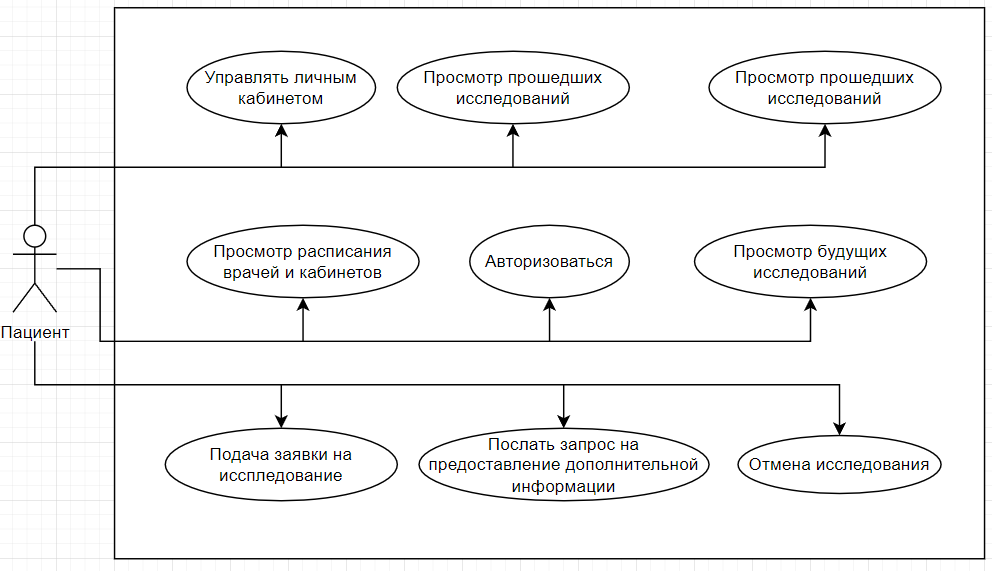 Управлять личным
кабинетом
Просмотр прошедших
исследований
Просмотр прошедших
исследований
Просмотр расписания
врачей и кабинетов
Авторизоваться
Просмотр будущих
исследований
Пациент
Подача заявки на
исспледование
Послать запрос на
предоставление дополнительной
информации
Отмена исследования